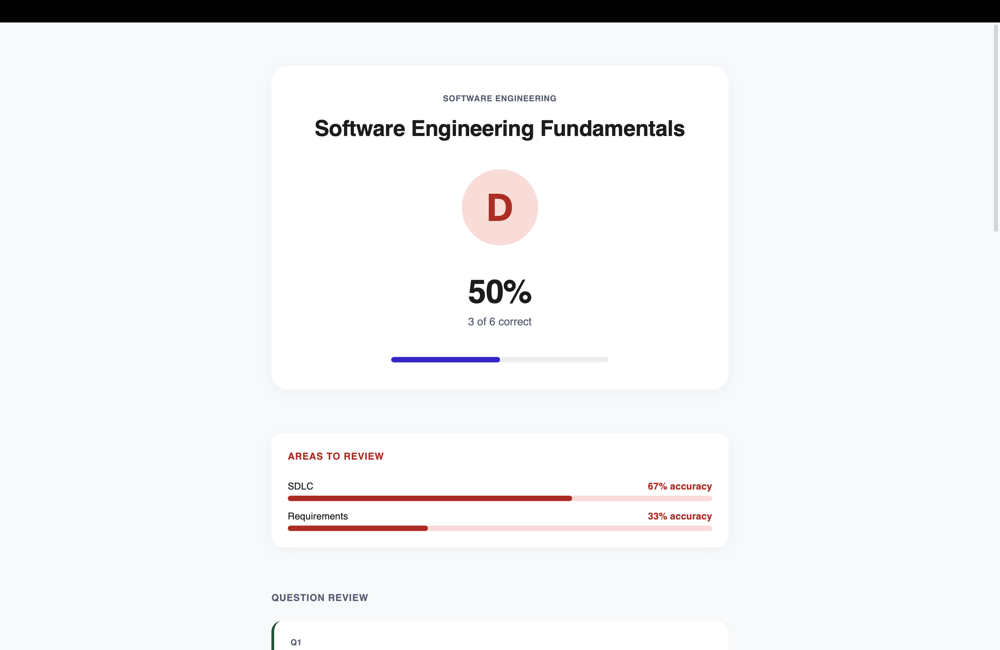 SOFTWARE ENGINEERING
Software Engineering Fundamentals
D
50%
3 of 6 correct
AREAS TO REVIEW
SDLC 67% accuracy
Requirements 33% accuracy
QUESTION REVIEW
Q1